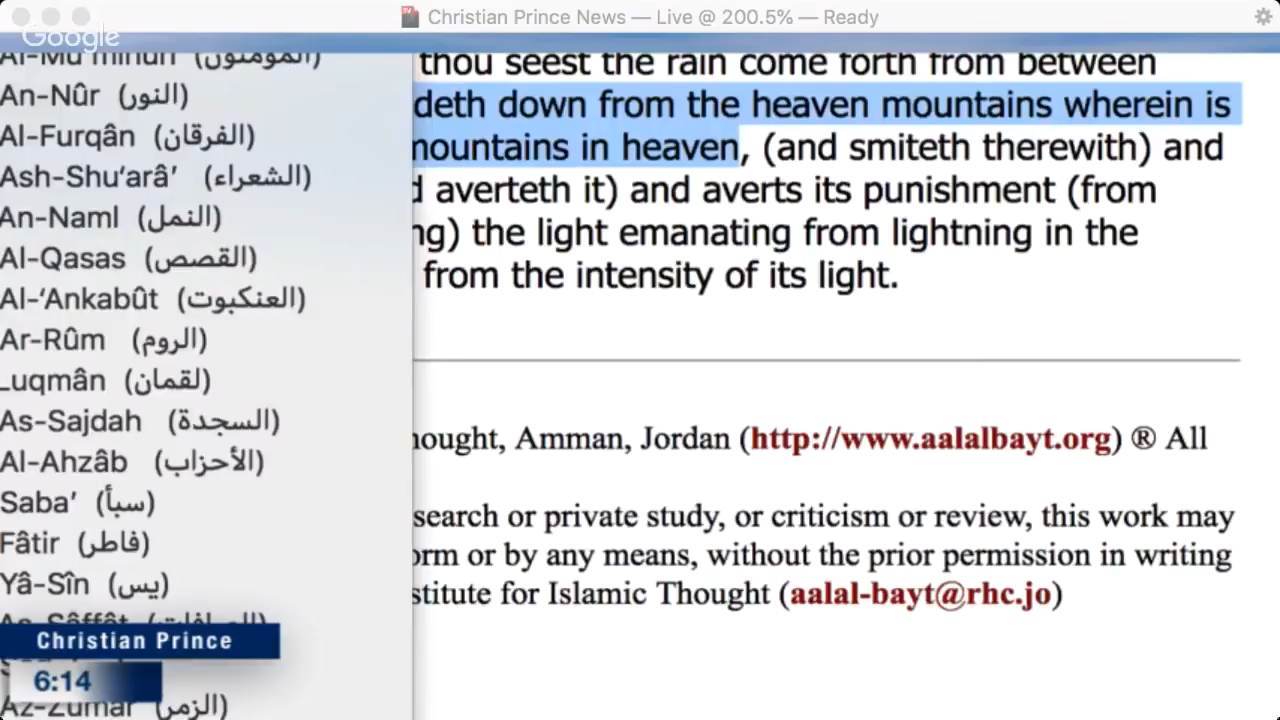 Christian Prince News — Live @ 200.5% — Ready
Google
Al-Mu'minûn (المؤمنون)
An-Nûr (النور)
Al-Furqân (الفرقان)
Ash-Shu'arâ' (الشعراء)
An-Naml (النمل)
Al-Qasas (القصص)
Al-'Ankabût (العنكبوت)
Ar-Rûm (الروم)
Luqmân (لقمان)
As-Sajdah (السجدة)
Al-Ahzâb (الأحزاب)
Saba' (سبأ)
Fâtir (فاطر)
Yâ-Sîn (يس)
As-Sâffât (الصافات)
Christian Prince
6:14
Az-Zumar (الزمر)
thou seest the rain come forth from between
deth down from the heaven mountains wherein is
mountains in heaven, (and smiteth therewith) and
averteth it) and averts its punishment (from
ng) the light emanating from lightning in the
from the intensity of its light.
hought, Amman, Jordan (http://www.aalalbayt.org) ® All
search or private study, or criticism or review, this work may
orm or by any means, without the prior permission in writing
stitute for Islamic Thought (aalal-bayt@rhc.jo)